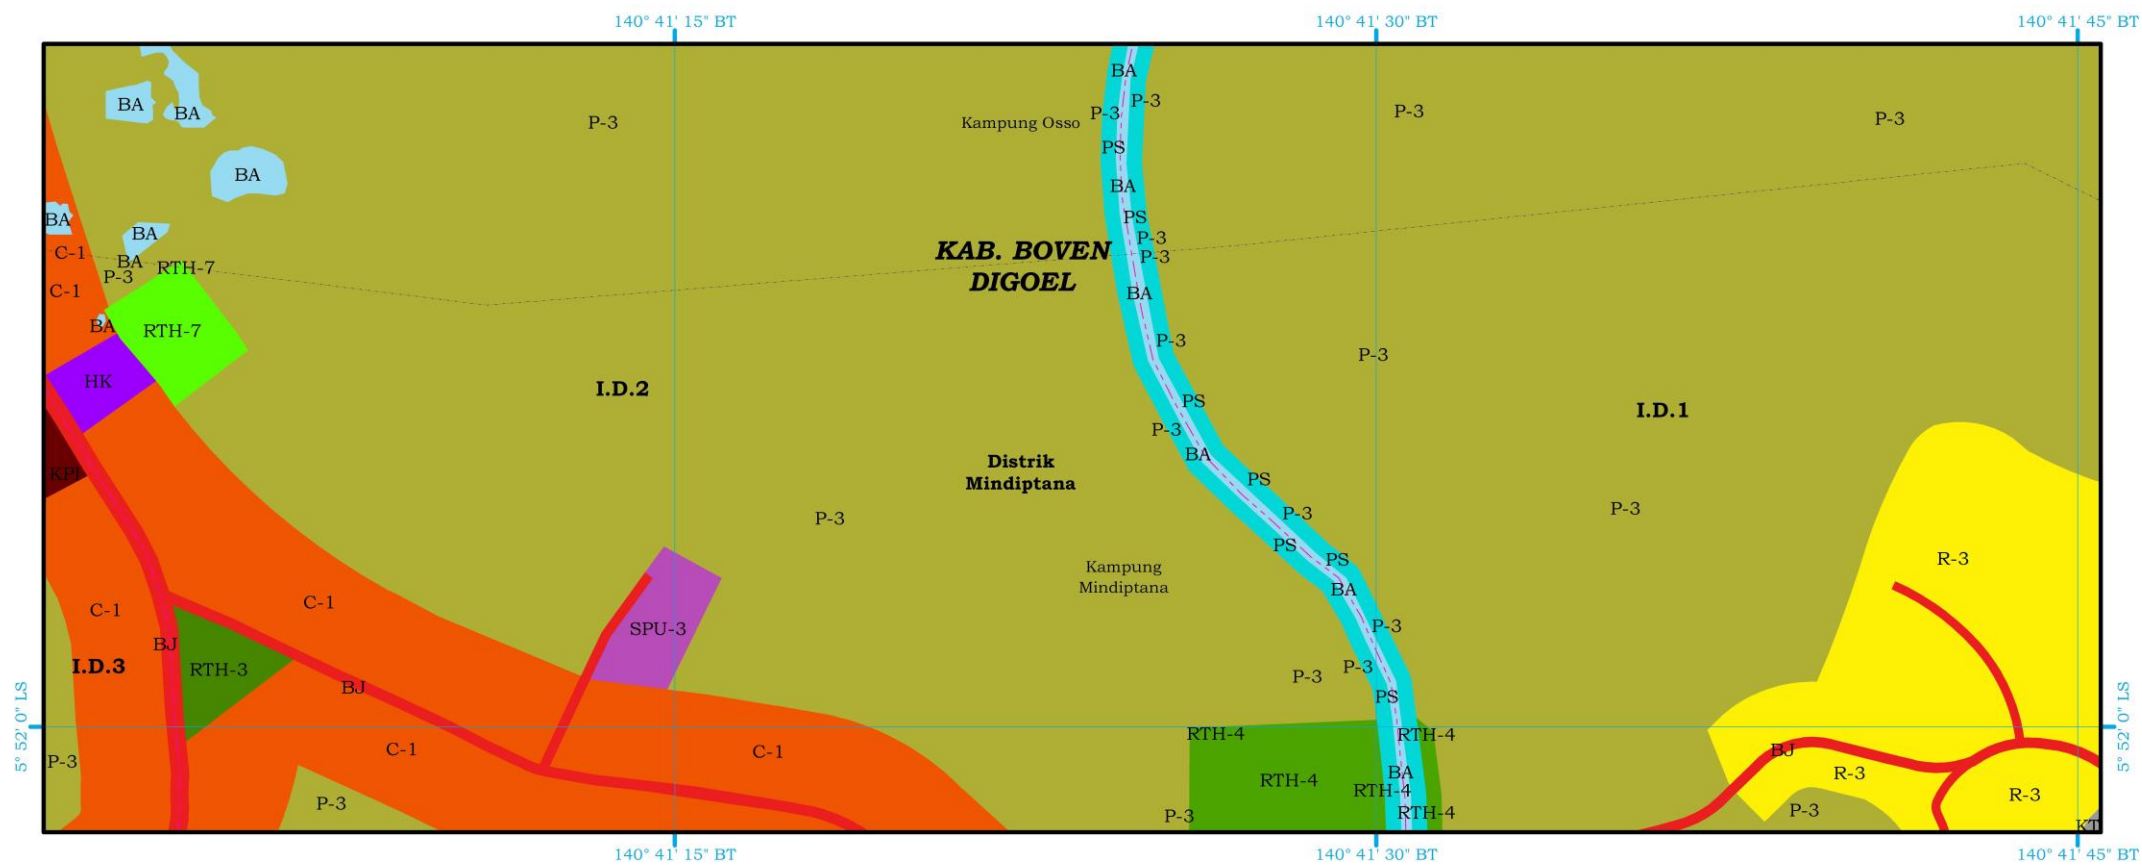 140° 41' 15" BT
140° 41' 30" BT
140° 41' 45" BT
BA
BA
P-3
BA
BA
P-3
P-3
P-3
P-3
P-3
Kampung Osso
PS
BA
BA
BA
PS
BA
P-3
C-1
KAB. BOVEN
DIGOEL
P-3
BA
RTH-7
P-3
C-1
BA
BA
RTH-7
P-3
P-3
HK
I.D.2
PS
I.D.1
P-3
BA
Distrik
Mindiptana
KPI
PS
P-3
P-3
P-3
PS
PS
R-3
Kampung
Mindiptana
BA
C-1
C-1
P-3
SPU-3
BJ
I.D.3
RTH-3
P-3
P-3
BJ
PS
5° 52' 0" LS
5° 52' 0" LS
RTH-4
RTH-4
C-1
C-1
BJ
P-3
BA
R-3
RTH-4
RTH-4
R-3
P-3
P-3
RTH-4
P-3
KT
140° 41' 15" BT
140° 41' 30" BT
140° 41' 45" BT